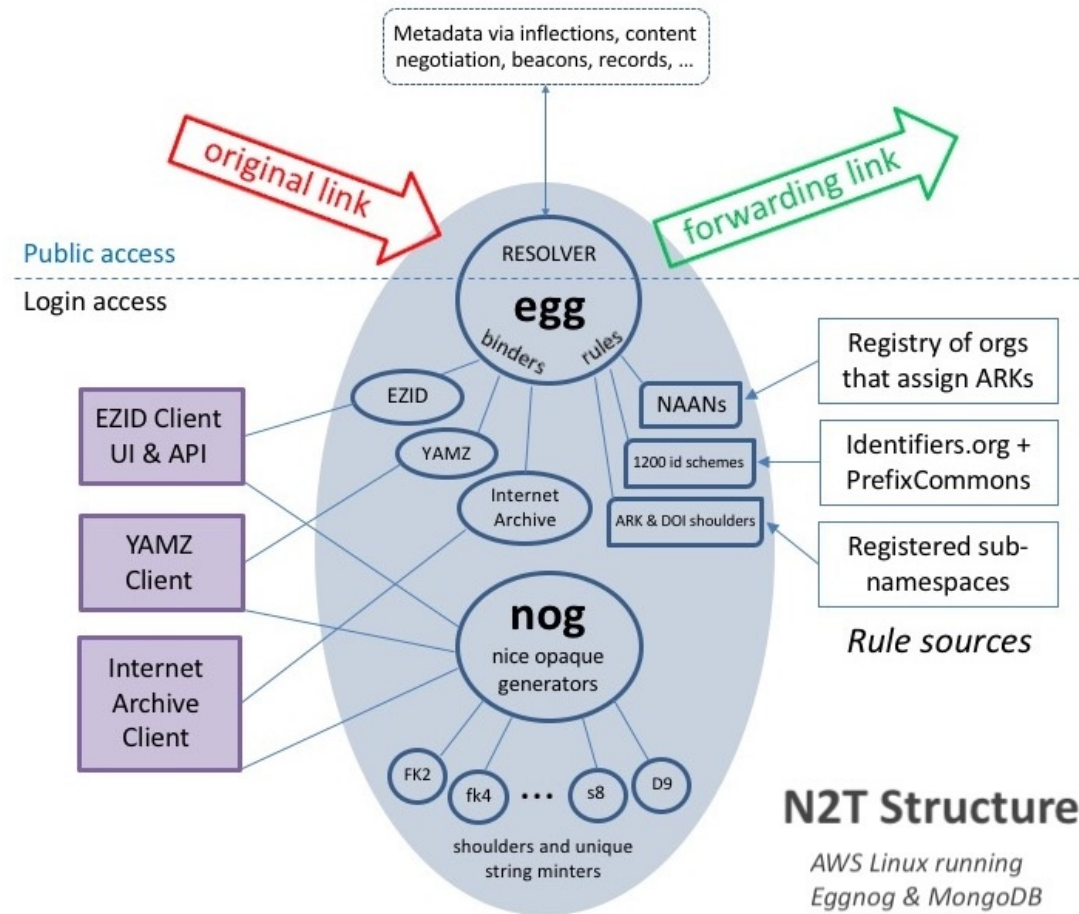 Metadata via inflections, content
negotiation, beacons, records, ...
original link
forwarding link
Public access
Login access
RESOLVER
egg
binders
rules
EZID
YAMZ
Internet
Archive
NAANs
1200 id schemes
ARK & DOI shoulders
Registry of orgs
that assign ARKs
Identifiers.org +
PrefixCommons
Registered sub-
namespaces
Rule sources
EZID Client
UI & API
YAMZ
Client
Internet
Archive
Client
nog
nice opaque
generators
FK2
fk4
...
s8
D9
shoulders and unique
string minters
N2T Structure
AWS Linux running
Eggnog & MongoDB